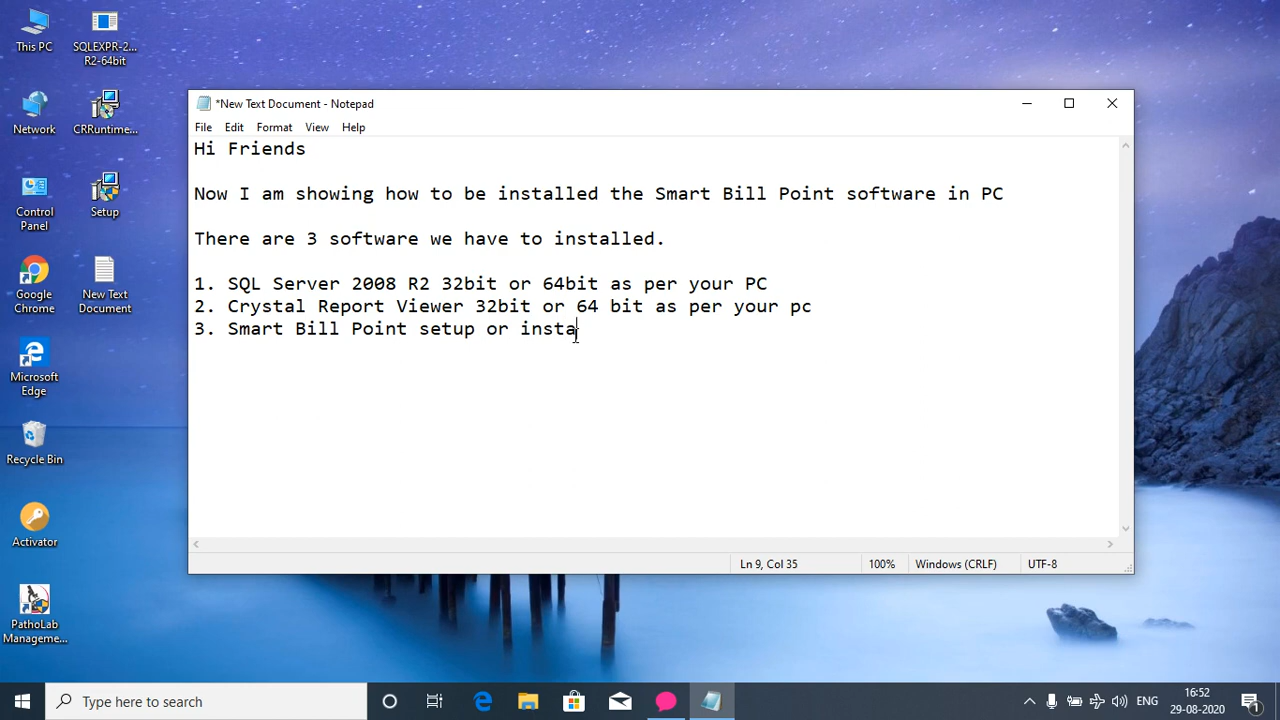 This PC
SQLEXPR-2...
R2-64bit
Network
CRRuntime...
Control
Panel
Setup
Google
Chrome
New Text
Document
Microsoft
Edge
Recycle Bin
Activator
PathoLab
Manageme...
*New Text Document - Notepad
File Edit Format View Help
Hi Friends
Now I am showing how to be installed the Smart Bill Point software in PC
There are 3 software we have to installed.
1. SQL Server 2008 R2 32bit or 64bit as per your PC
2. Crystal Report Viewer 32bit or 64 bit as per your pc
3. Smart Bill Point setup or insta
Ln 9, Col 35 100% Windows (CRLF) UTF-8
Type here to search
ENG
16:52
29-08-2020
1